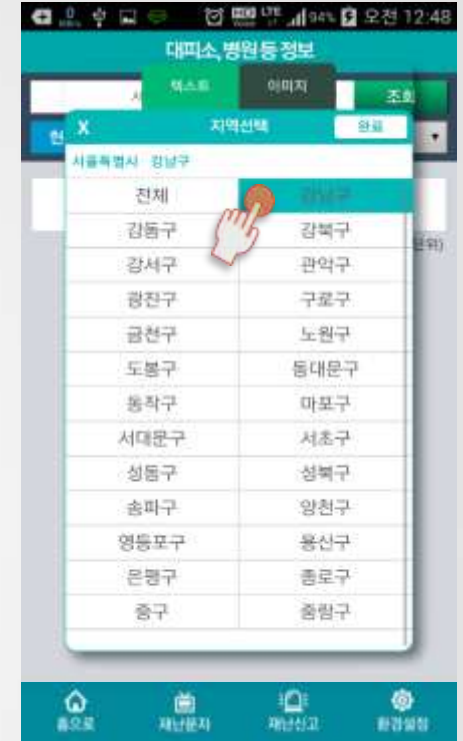 94% 오전 12:48
대피소,병원등 정보
텍스트 이미지
조회
X 지역선택 완료
서울특별시 강남구
전체 강남구
강동구 강북구
강서구 관악구
광진구 구로구
금천구 노원구
도봉구 동대문구
동작구 마포구
서대문구 서초구
성동구 성북구
송파구 양천구
영등포구 용산구
은평구 종로구
중구 중랑구
홈으로 재난문자 재난신고 환경설정